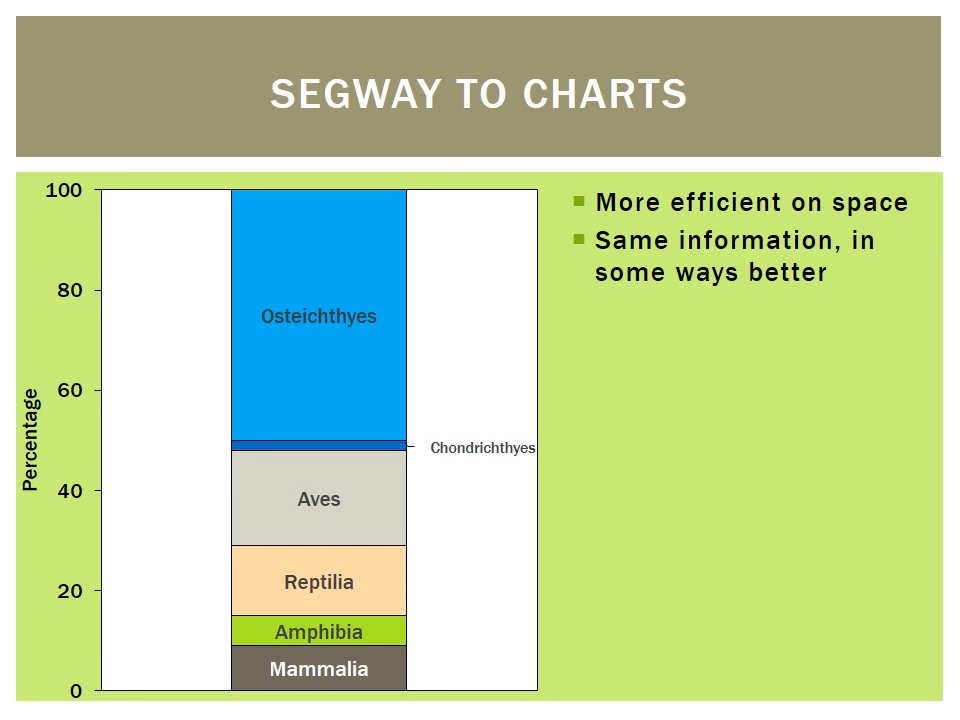 SEGWAY TO CHARTS
100
80
60
40
20
0
Percentage
Osteichthyes
Chondrichthyes
Aves
Reptilia
Amphibia
Mammalia
More efficient on space
Same information, in
some ways better